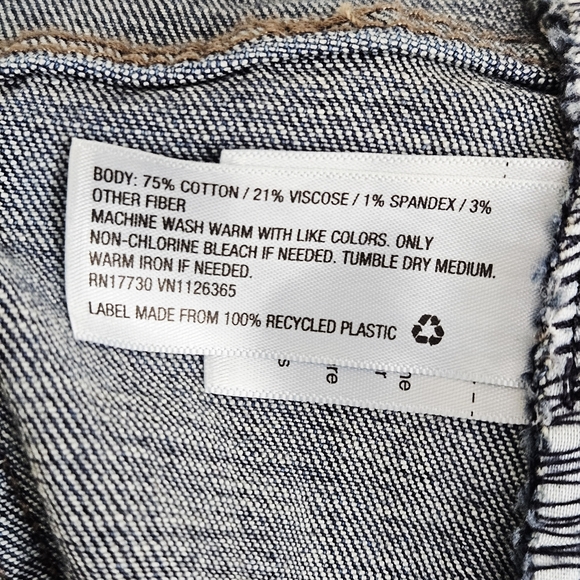 BODY: 75% COTTON / 21% VISCOSE / 1% SPANDEX / 3%
OTHER FIBER
MACHINE WASH WARM WITH LIKE COLORS. ONLY
NON-CHLORINE BLEACH IF NEEDED. TUMBLE DRY MEDIUM.
WARM IRON IF NEEDED.
RN17730 VN1126365
LABEL MADE FROM 100% RECYCLED PLASTIC